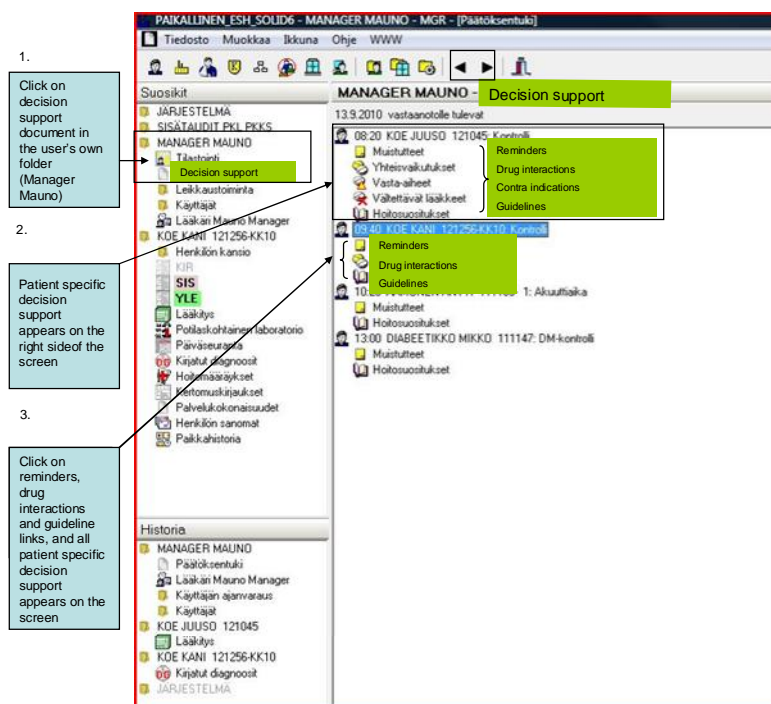 PAIKALLINEN_ESH_SOLID6 - MANAGER MAUNO - MGR - [Päätöksentuki]
Tiedosto Muokkaa Ikkuna Ohje WWW
1.
Click on
decision
support
document in
the user's own
folder
(Manager
Mauno)
2.
Patient specific
decision
support
appears on the
right sideof the
screen
3.
Click on
reminders,
drug
interactions
and guideline
links, and all
patient specific
decision
support
appears on the
screen
Suosikit
JÄRJESTELMÄ
SISÄTAUDIT PKL PKKS
MANAGER MAUNO
Tilastointi
Decision support
Leikkaustoiminta
Käyttäjät
Lääkäri Mauno Manager
KOE KANI 121256-KK10
Henkilön kansio
KIR
SIS
YLE
Lääkitys
Potilaskohtainen laboratorio
Päiväseuranta
Kirjatut diagnoosit
Hoitomääräykset
Kertomuskirjaukset
Palvelukokonaisuudet
Henkilön sanomat
Paikkahistoria
Historia
MANAGER MAUNO
Päätöksentuki
Lääkäri Mauno Manager
Käyttäjän ajanvaraus
Käyttäjät
KOE JUUSO 121045
Lääkitys
KOE KANI 121256-KK10
Kirjatut diagnoosit
JÄRJESTELMÄ
MANAGER MAUNO - Decision support
13.9.2010 vastaanotolle tulevat
08:20 KOE JUUSO 121045: Kontrolli
Muistutteet Reminders
Yhteisvaikutukset Drug interactions
Vasta-aiheet Contra indications
Vältettävät lääkkeet Guidelines
Hoitosuositukset
09:40 KOE KANI 121256-KK10: Kontrolli
Reminders
Drug interactions
Guidelines
1: Akuuttiaika
Muistutteet
Hoitosuositukset
13:00 DIABEETIKKO MIKKO 111147: DM-kontrolli
Muistutteet
Hoitosuositukset